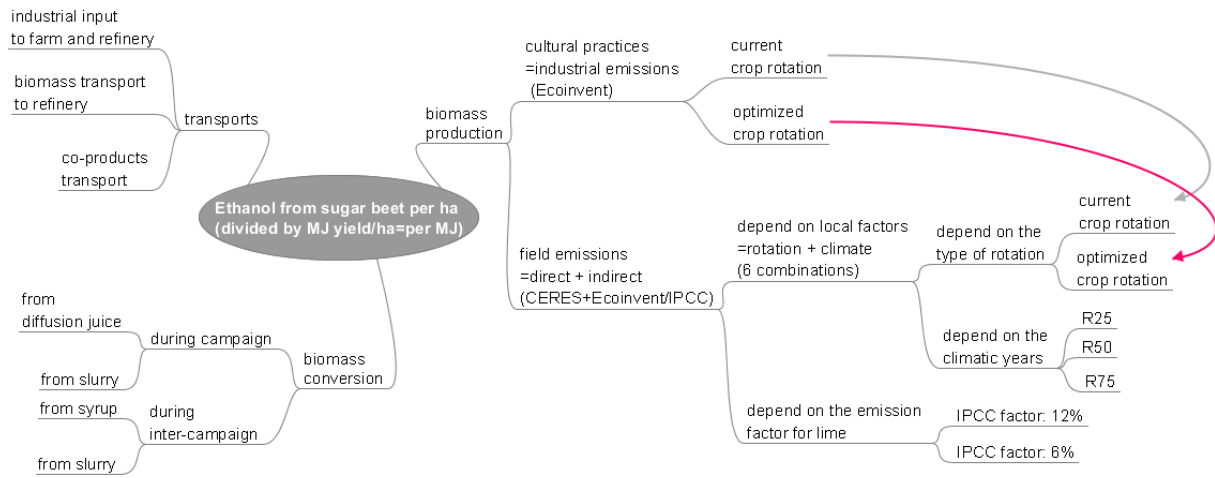 industrial input
to farm and refinery
biomass transport
to refinery
co-products
transport
transports
Ethanol from sugar beet per ha
(divided by MJ yield/ha=per MJ)
biomass
production
cultural practices
=industrial emissions
(Ecoinvent)
current
crop rotation
optimized
crop rotation
field emissions
=direct + indirect
(CERES+Ecoinvent/IPCC)
depend on local factors
=rotation + climate
(6 combinations)
depend on the
type of rotation
current
crop rotation
optimized
crop rotation
depend on the
climatic years
R25
R50
R75
depend on the emission
factor for lime
IPCC factor: 12%
IPCC factor: 6%
biomass
conversion
during campaign
from
diffusion juice
from slurry
during
inter-campaign
from syrup
from slurry